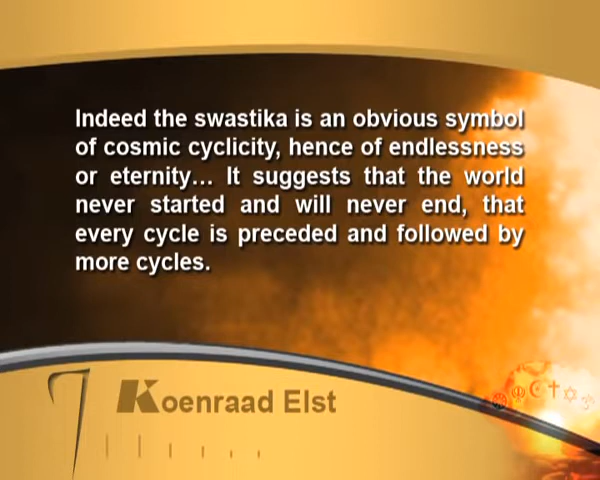 Indeed the swastika is an obvious symbol
of cosmic cyclicity, hence of endlessness
or eternity... It suggests that the world
never started and will never end, that
every cycle is preceded and followed by
more cycles.
Koenraad Elst